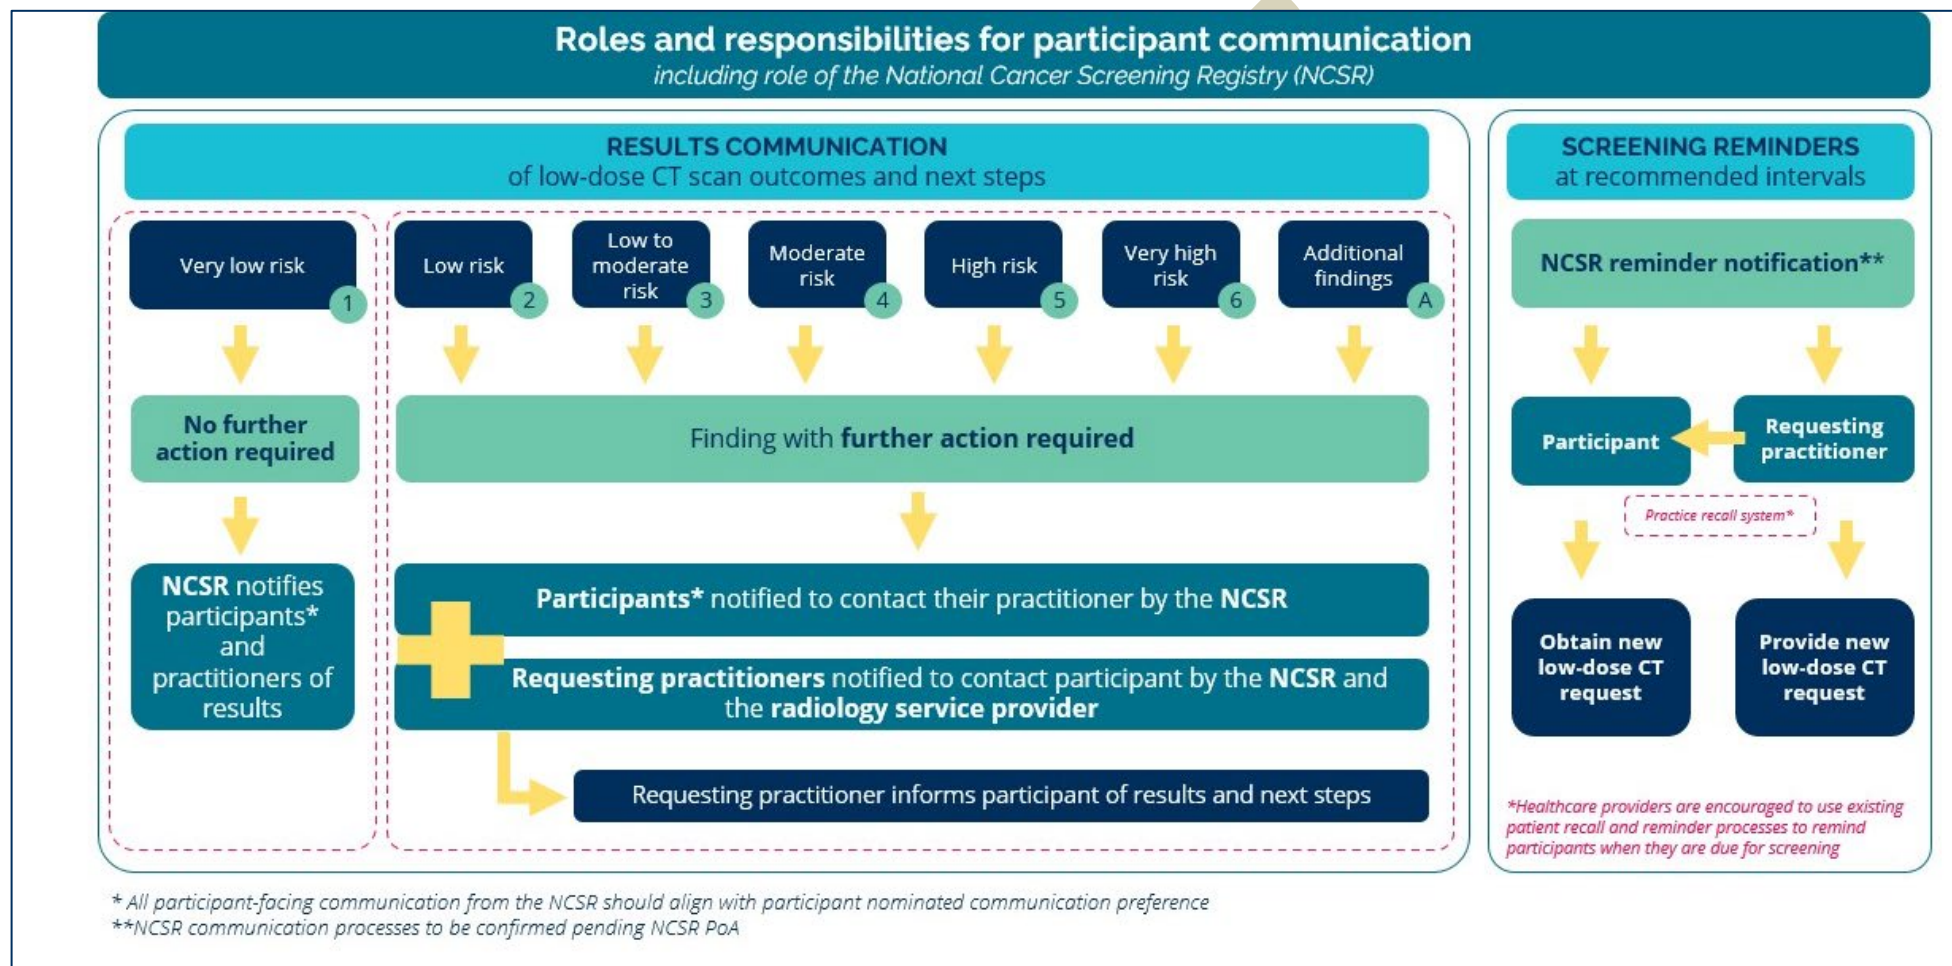 Roles and responsibilities for participant communication
including role of the National Cancer Screening Registry (NCSR)
RESULTS COMMUNICATION
of low-dose CT scan outcomes and next steps
Very low risk
1
Low risk
2
Low to
moderate
risk
3
Moderate
risk
4
High risk
5
Very high
risk
6
Additional
findings
A
No further
action required
Finding with further action required
NCSR notifies
participants*
and
practitioners of
results
Participants* notified to contact their practitioner by the NCSR
Requesting practitioners notified to contact participant by the NCSR and
the radiology service provider
Requesting practitioner informs participant of results and next steps
SCREENING REMINDERS
at recommended intervals
NCSR reminder notification**
Participant
Requesting
practitioner
Practice recall system*
Obtain new
low-dose CT
request
Provide new
low-dose CT
request
*Healthcare providers are encouraged to use existing
patient recall and reminder processes to remind
participants when they are due for screening
* All participant-facing communication from the NCSR should align with participant nominated communication preference
**NCSR communication processes to be confirmed pending NCSR PoA